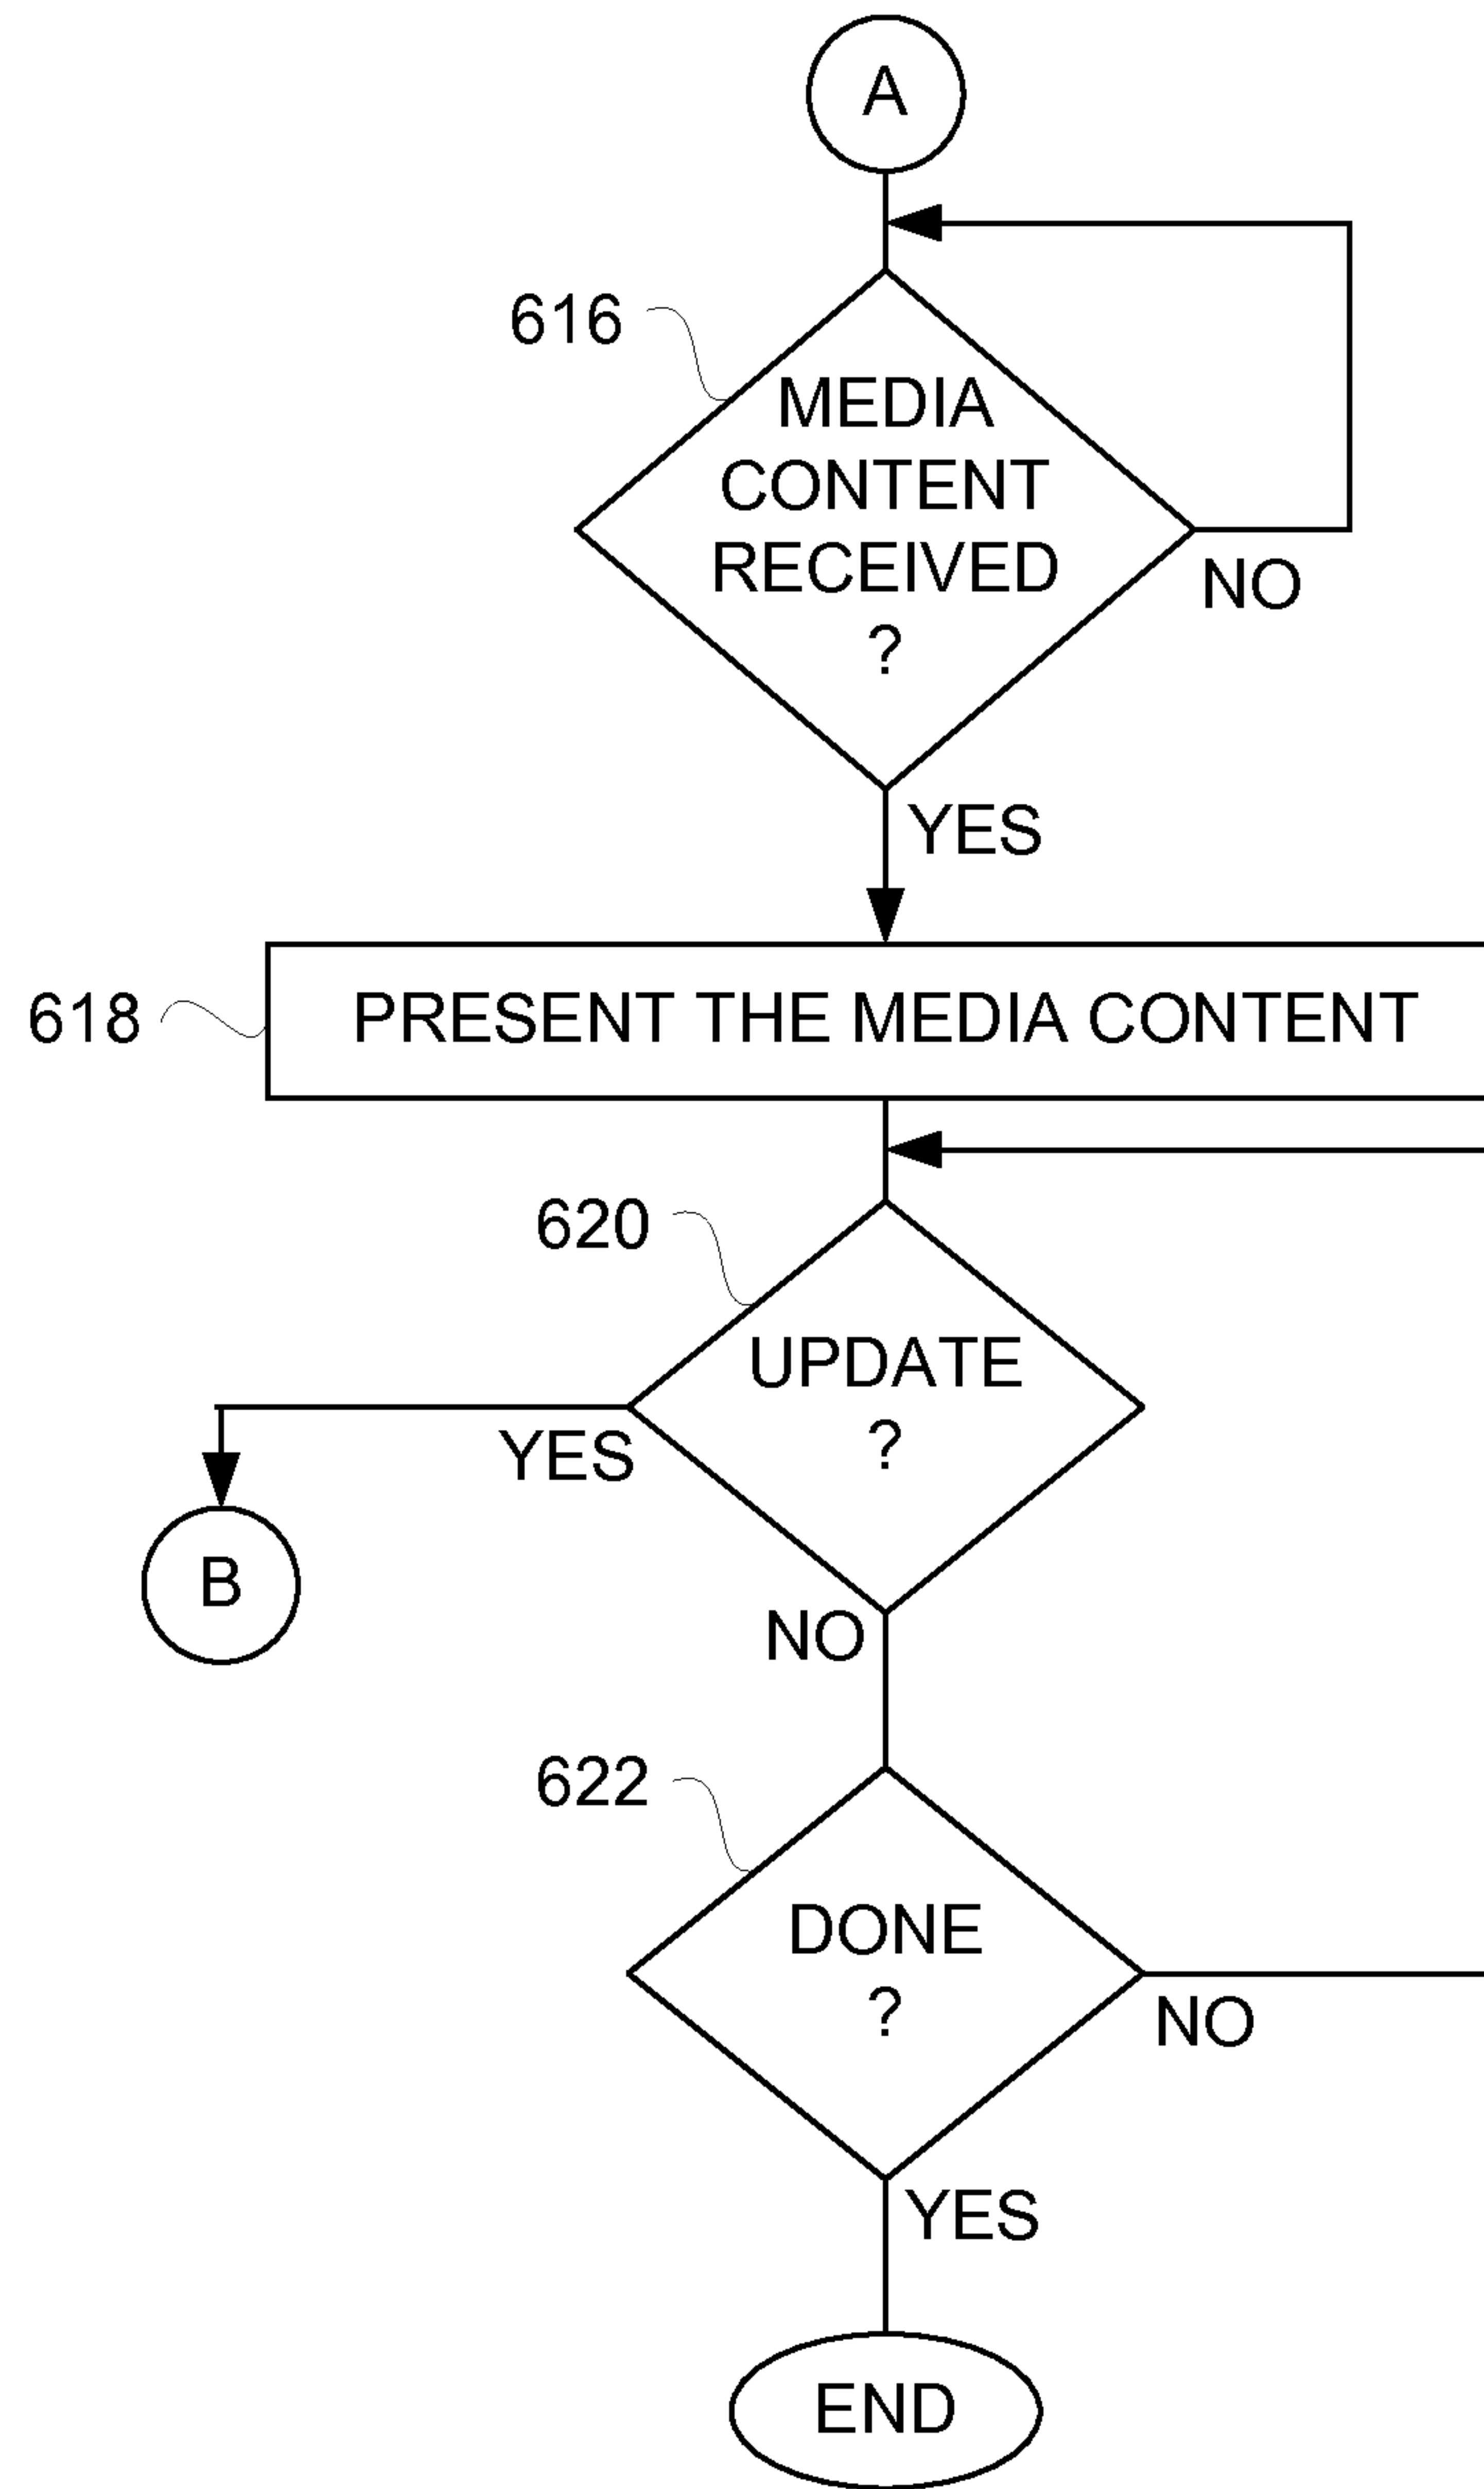 A
616
MEDIA
CONTENT
RECEIVED
?
NO
YES
618
PRESENT THE MEDIA CONTENT
620
UPDATE
?
YES
B
NO
622
DONE
?
NO
YES
END